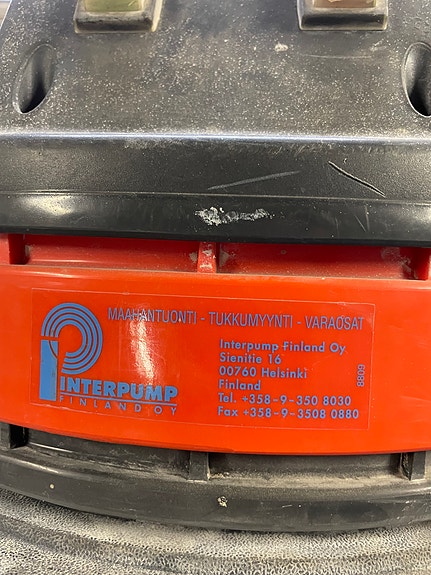 MAAHANTUONTI - TUKKUMYYNTI - VARAOSAT
INTERPUMP
FINLAND OY
Interpump Finland Oy
Sienitie 16
00760 Helsinki
Finland
Tel. +358-9-350 8030
Fax +358-9-3508 0880
8809